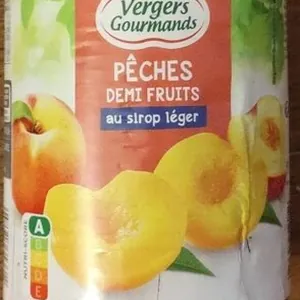 Vergers
Gourmands
PÊCHES
DEMI FRUITS
au sirop léger
NUTRI-SCORE
A
B
C
D
E